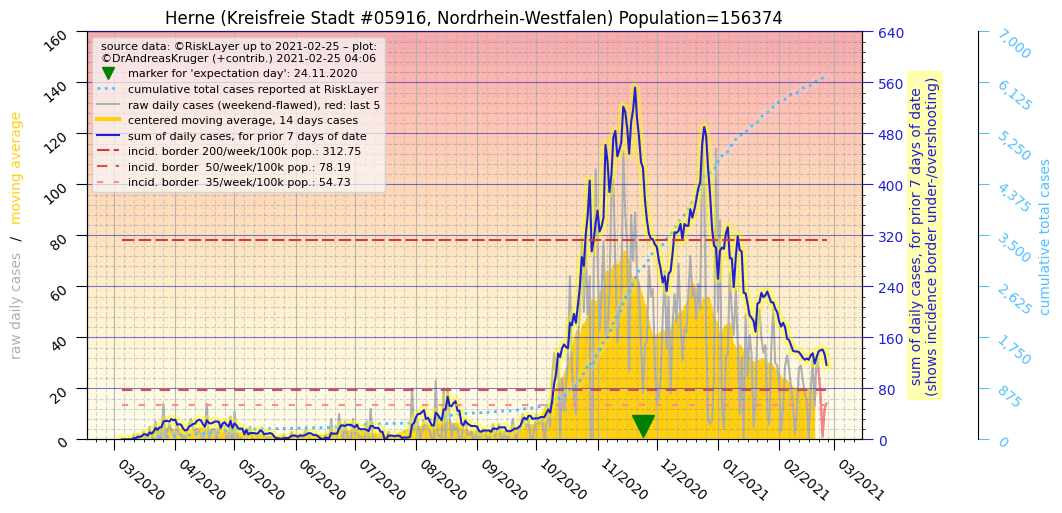 Herne (Kreisfreie Stadt #05916, Nordrhein-Westfalen) Population=156374
source data: ©RiskLayer up to 2021-02-25 – plot:
©DrAndreasKruger (+contrib.) 2021-02-25 04:06
marker for 'expectation day': 24.11.2020
cumulative total cases reported at RiskLayer
raw daily cases (weekend-flawed), red: last 5
centered moving average, 14 days cases
sum of daily cases, for prior 7 days of date
incid. border 200/week/100k pop.: 312.75
incid. border  50/week/100k pop.: 78.19
incid. border  35/week/100k pop.: 54.73
raw daily cases / moving average
160
140
120
100
80
60
40
20
0
03/2020
04/2020
05/2020
06/2020
07/2020
08/2020
09/2020
10/2020
11/2020
12/2020
01/2021
02/2021
03/2021
640
560
480
400
320
240
160
80
0
sum of daily cases, for prior 7 days of date
(shows incidence border under-/overshooting)
7,000
6,125
5,250
4,375
3,500
2,625
1,750
875
0
cumulative total cases